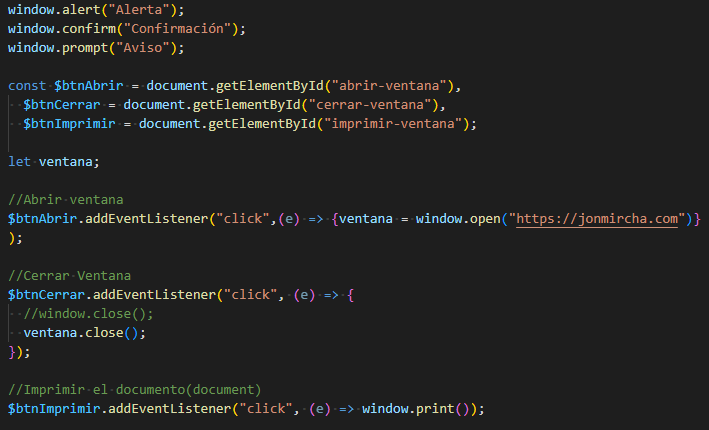 window.alert("Alerta");
window.confirm("Confirmación");
window.prompt("Aviso");
const $btnAbrir = document.getElementById("abrir-ventana"),
$btnCerrar = document.getElementById("cerrar-ventana"),
$btnImprimir = document.getElementById("imprimir-ventana");
let ventana;
//Abrir ventana
$btnAbrir.addEventListener("click",(e) => {ventana = window.open("https://jonmircha.com")}
);
//Cerrar Ventana
$btnCerrar.addEventListener("click", (e) => {
//window.close();
ventana.close();
});
//Imprimir el documento(document)
$btnImprimir.addEventListener("click", (e) => window.print());